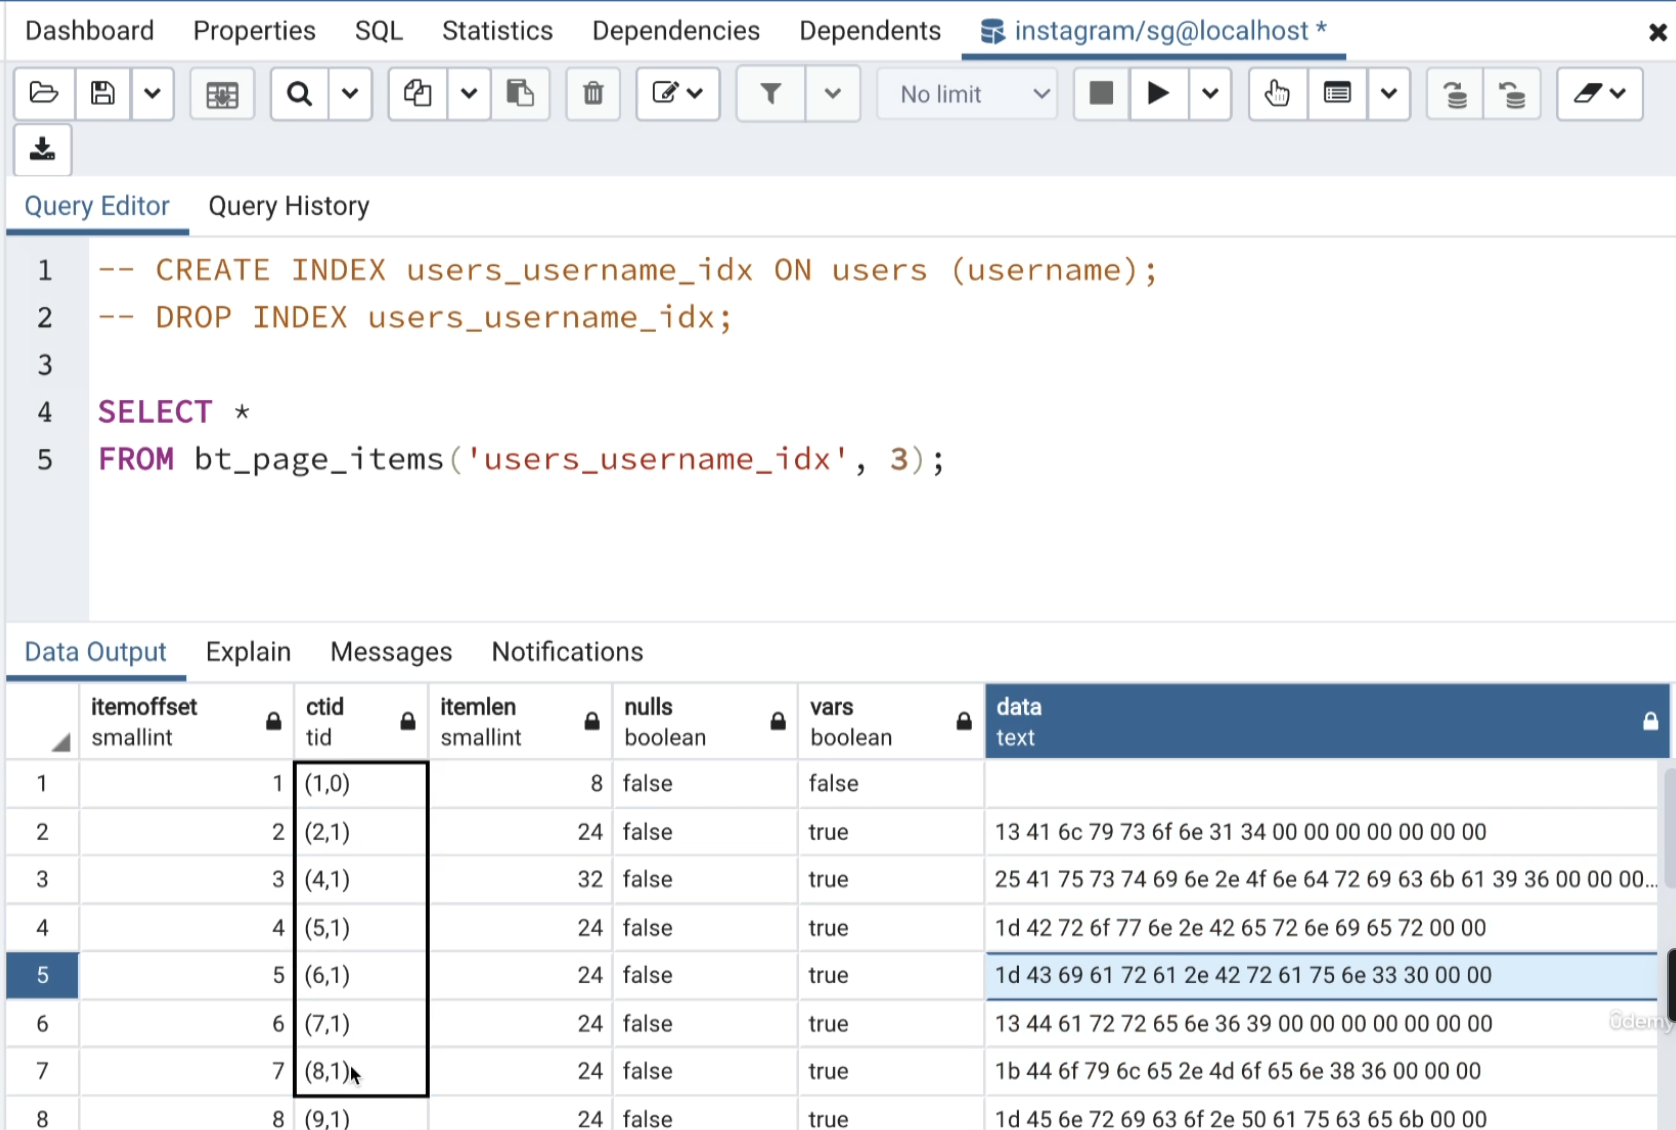 Dashboard Properties SQL Statistics Dependencies Dependents instagram/sg@localhost *
No limit
Query Editor Query History
1 -- CREATE INDEX users_username_idx ON users (username);
2 -- DROP INDEX users_username_idx;
3
4 SELECT *
5 FROM bt_page_items('users_username_idx', 3);
Data Output Explain Messages Notifications
itemoffset ctid itemlen nulls vars data
smallint tid smallint boolean boolean text
1 1 (1,0) 8 false false
2 2 (2,1) 24 false true 13 41 6c 79 73 6f 6e 31 34 00 00 00 00 00 00 00
3 3 (4,1) 32 false true 25 41 75 73 74 69 6e 2e 4f 6e 64 72 69 63 6b 61 39 36 00 00 00...
4 4 (5,1) 24 false true 1d 42 72 6f 77 6e 2e 42 65 72 6e 69 65 72 00 00
5 5 (6,1) 24 false true 1d 43 69 61 72 61 2e 42 72 61 75 6e 33 30 00 00
6 6 (7,1) 24 false true 13 44 61 72 72 65 6e 36 39 00 00 00 00 00 00 00
7 7 (8,1) 24 false true 1b 44 6f 79 6c 65 2e 4d 6f 65 6e 38 36 00 00 00
8 8 (9,1) 24 false true 1d 45 6e 72 69 63 6f 2e 50 61 75 63 65 6b 00 00
ûdemy